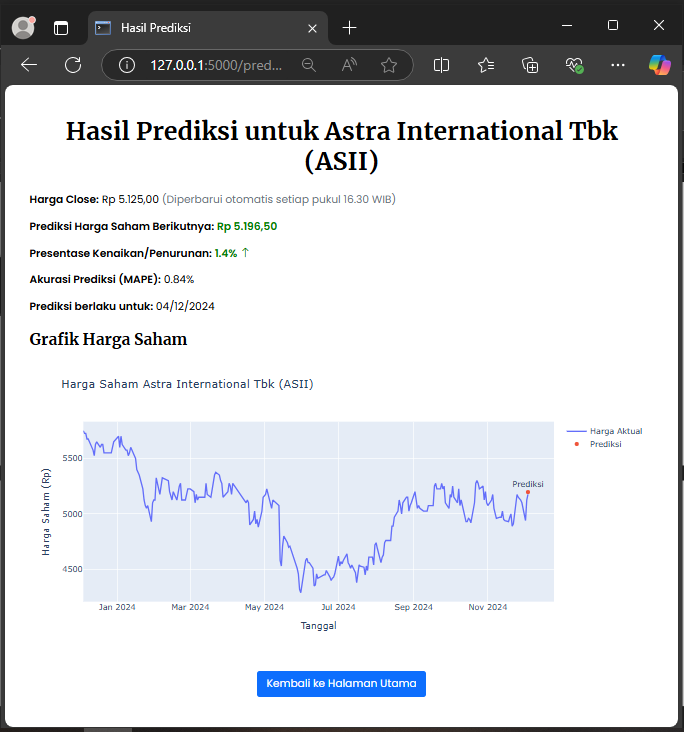 Hasil Prediksi
127.0.0.1:5000/pred...
Hasil Prediksi untuk Astra International Tbk
(ASII)
Harga Close: Rp 5.125,00 (Diperbarui otomatis setiap pukul 16.30 WIB)
Prediksi Harga Saham Berikutnya: Rp 5.196,50
Presentase Kenaikan/Penurunan: 1.4% ↑
Akurasi Prediksi (MAPE): 0.84%
Prediksi berlaku untuk: 04/12/2024
Grafik Harga Saham
Harga Saham Astra International Tbk (ASII)
Harga Aktual
Prediksi
Prediksi
Harga Saham (Rp)
5500
5000
4500
Jan 2024 Mar 2024 May 2024 Jul 2024 Sep 2024 Nov 2024
Tanggal
Kembali ke Halaman Utama